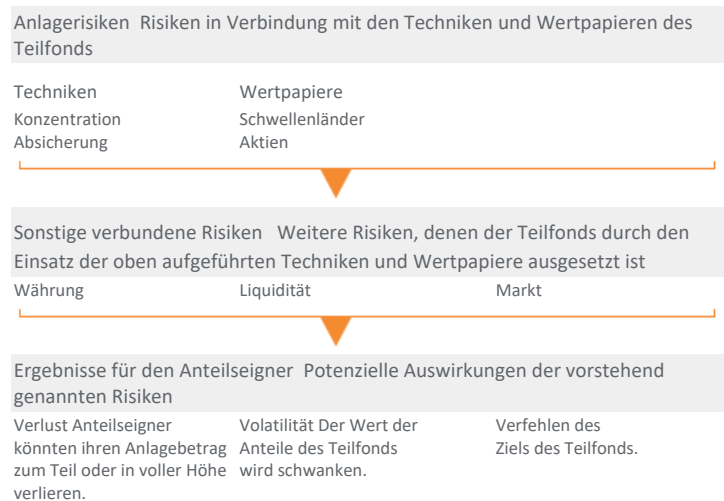 Anlagerisiken Risiken in Verbindung mit den Techniken und Wertpapieren des
Teilfonds
Techniken Wertpapiere
Konzentration Schwellenländer
Absicherung Aktien
Sonstige verbundene Risiken Weitere Risiken, denen der Teilfonds durch den
Einsatz der oben aufgeführten Techniken und Wertpapiere ausgesetzt ist
Währung Liquidität Markt
Ergebnisse für den Anteilseigner Potenzielle Auswirkungen der vorstehend
genannten Risiken
Verlust Anteilseigner Volatilität Der Wert der Verfehlen des
könnten ihren Anlagebetrag Anteile des Teilfonds Ziels des Teilfonds.
zum Teil oder in voller Höhe wird schwanken.
verlieren.